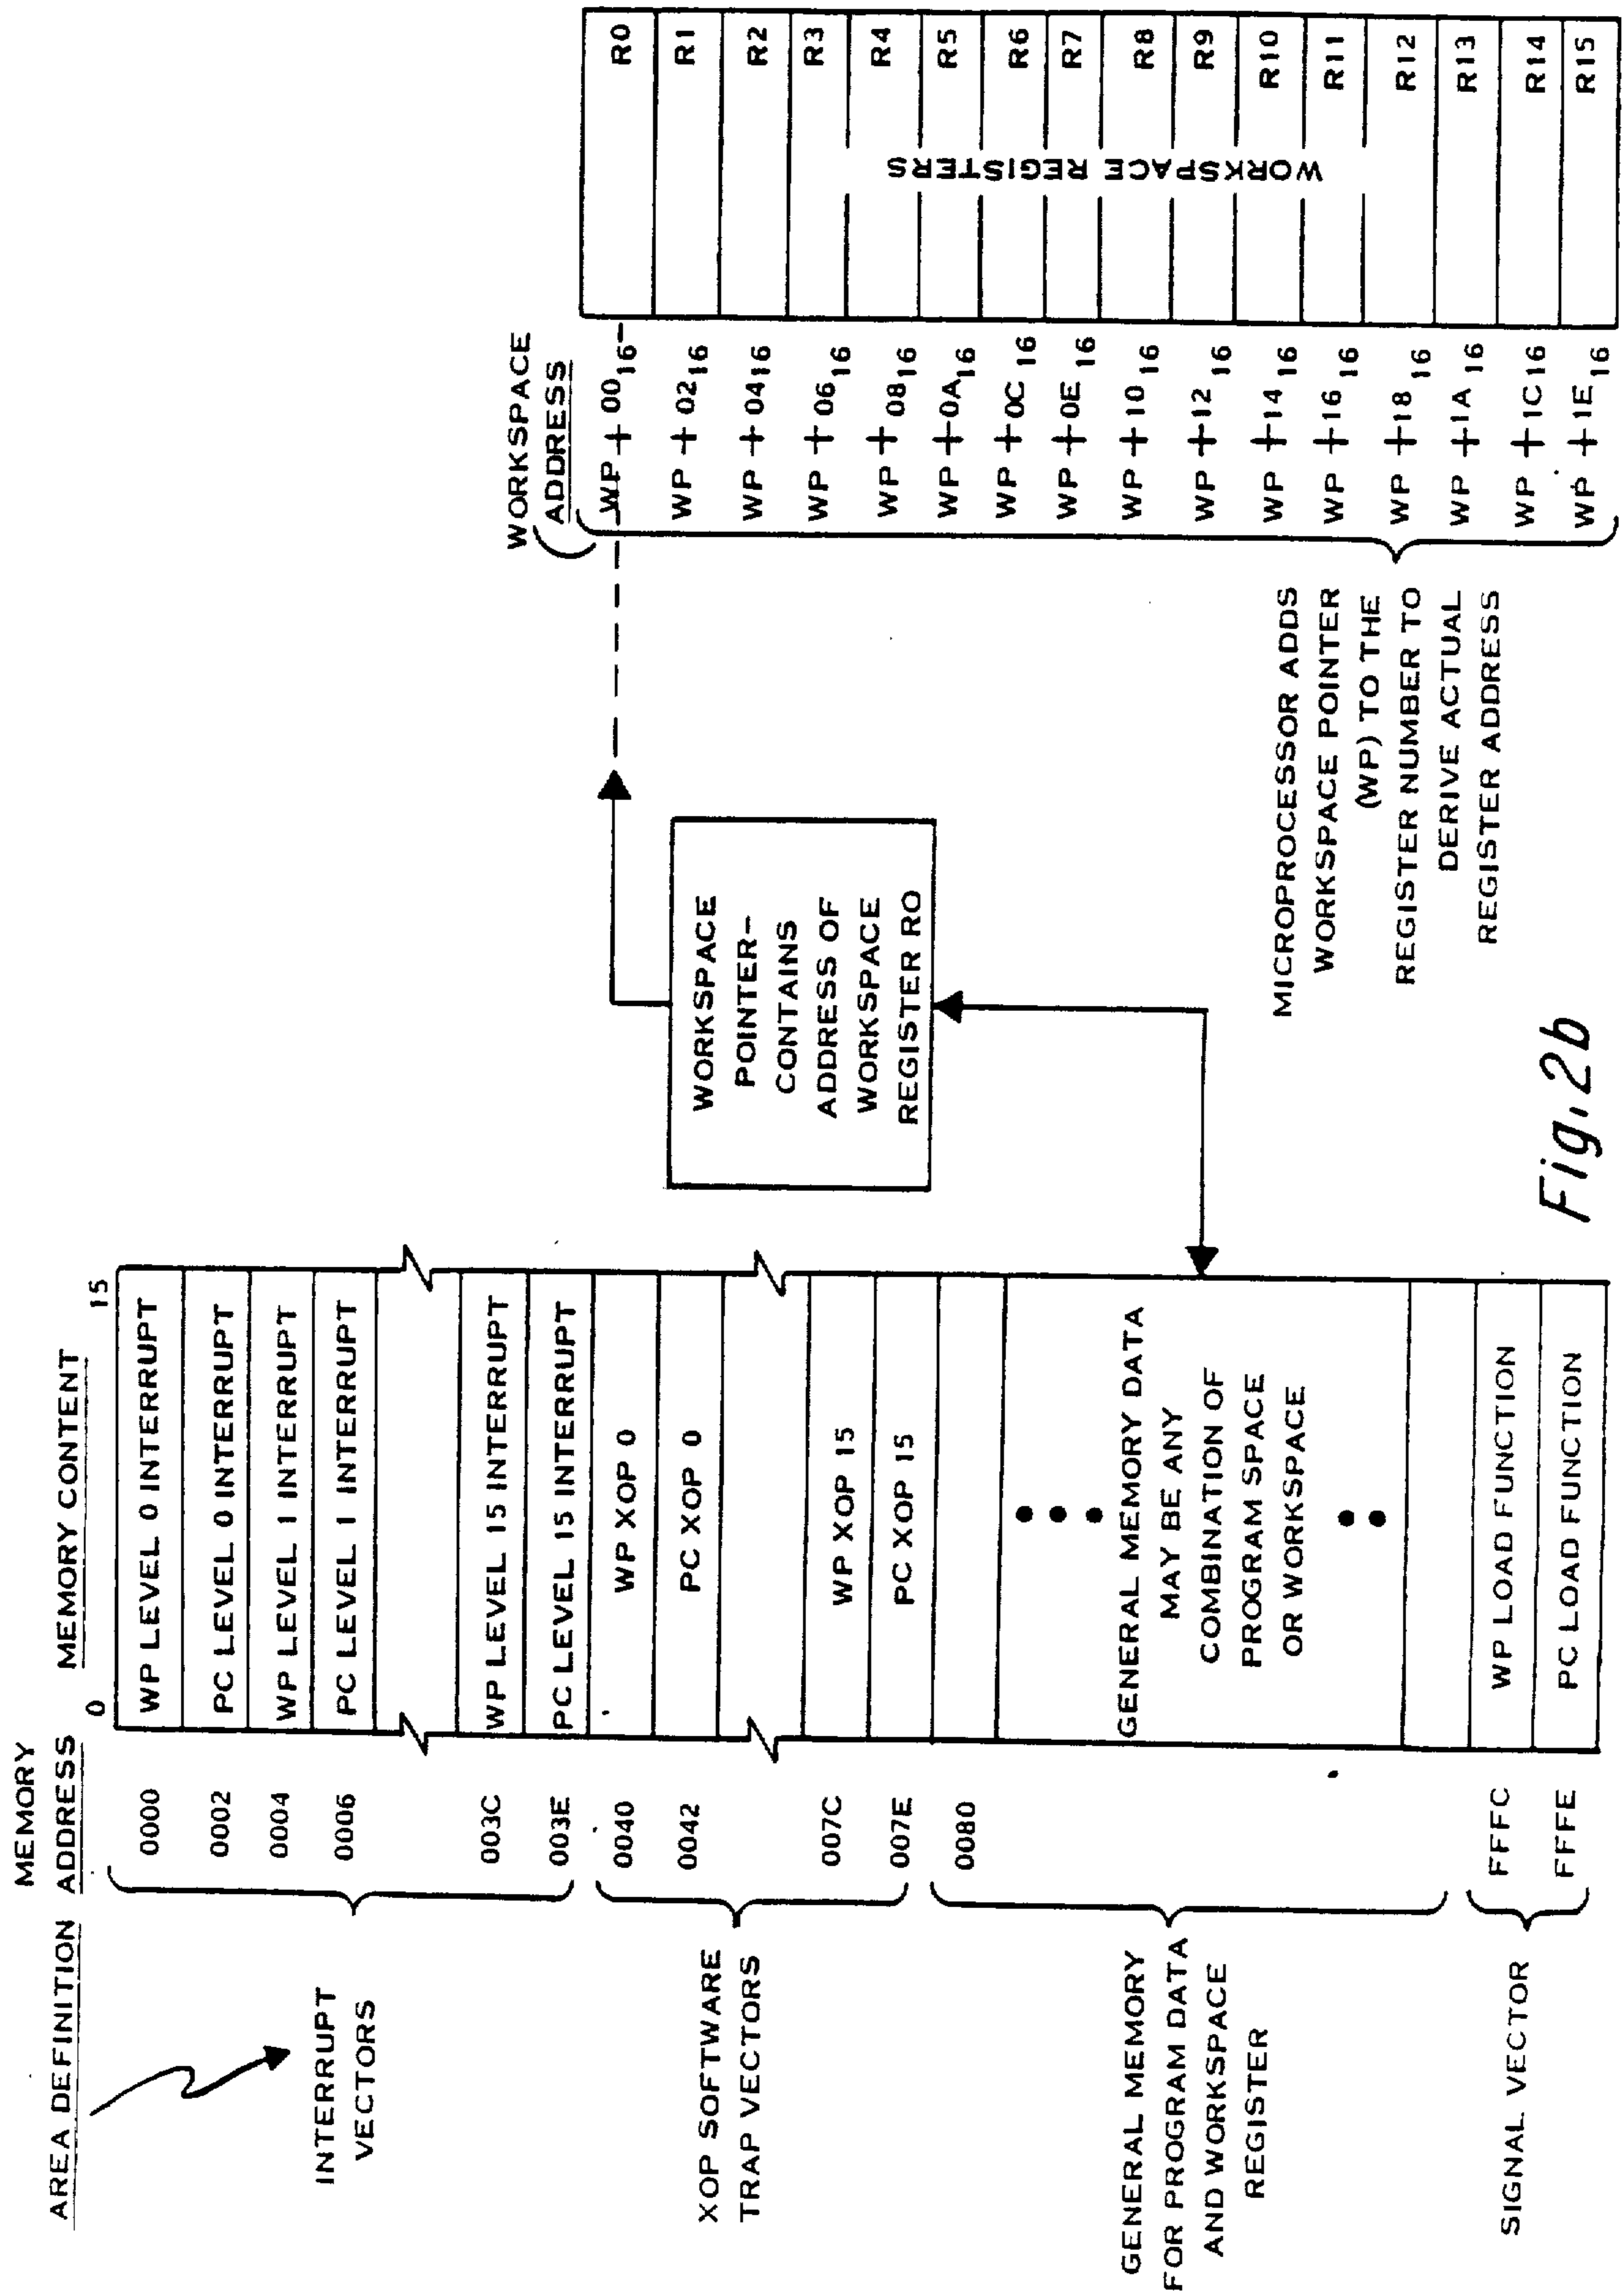 AREA DEFINITION
MEMORY
ADDRESS
MEMORY CONTENT
0 15
INTERRUPT
VECTORS
0000 WP LEVEL 0 INTERRUPT
0002 PC LEVEL 0 INTERRUPT
0004 WP LEVEL 1 INTERRUPT
0006 PC LEVEL 1 INTERRUPT
003C WP LEVEL 15 INTERRUPT
003E PC LEVEL 15 INTERRUPT
XOP SOFTWARE
TRAP VECTORS
0040 WP XOP 0
0042 PC XOP 0
007C WP XOP 15
007E PC XOP 15
GENERAL MEMORY
FOR PROGRAM DATA
AND WORKSPACE
REGISTER
0080
GENERAL MEMORY DATA
MAY BE ANY
COMBINATION OF
PROGRAM SPACE
OR WORKSPACE
SIGNAL VECTOR
FFFC WP LOAD FUNCTION
FFFE PC LOAD FUNCTION
WORKSPACE
POINTER-
CONTAINS
ADDRESS OF
WORKSPACE
REGISTER RO
WORKSPACE
ADDRESS
WP + 00₁₆ R0
WP + 02₁₆ R1
WP + 04₁₆ R2
WP + 06₁₆ R3
WP + 08₁₆ R4
WP + 0A₁₆ R5
WP + 0C₁₆ R6
WP + 0E₁₆ R7
WP + 10₁₆ R8
WP + 12₁₆ R9
WP + 14₁₆ R10
WP + 16₁₆ R11
WP + 18₁₆ R12
WP + 1A₁₆ R13
WP + 1C₁₆ R14
WP + 1E₁₆ R15
WORKSPACE REGISTERS
MICROPROCESSOR ADDS
WORKSPACE POINTER
(WP) TO THE
REGISTER NUMBER TO
DERIVE ACTUAL
REGISTER ADDRESS
Fig. 2b